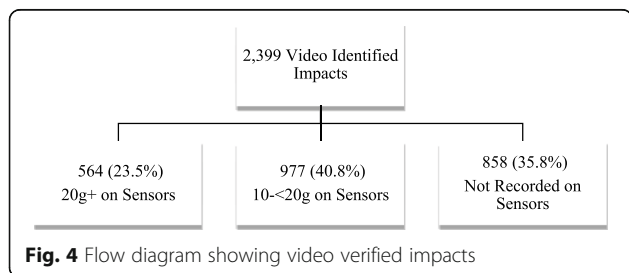 2,399 Video Identified
Impacts
564 (23.5%)
20g+ on Sensors
977 (40.8%)
10-<20g on Sensors
858 (35.8%)
Not Recorded on
Sensors
Fig. 4 Flow diagram showing video verified impacts